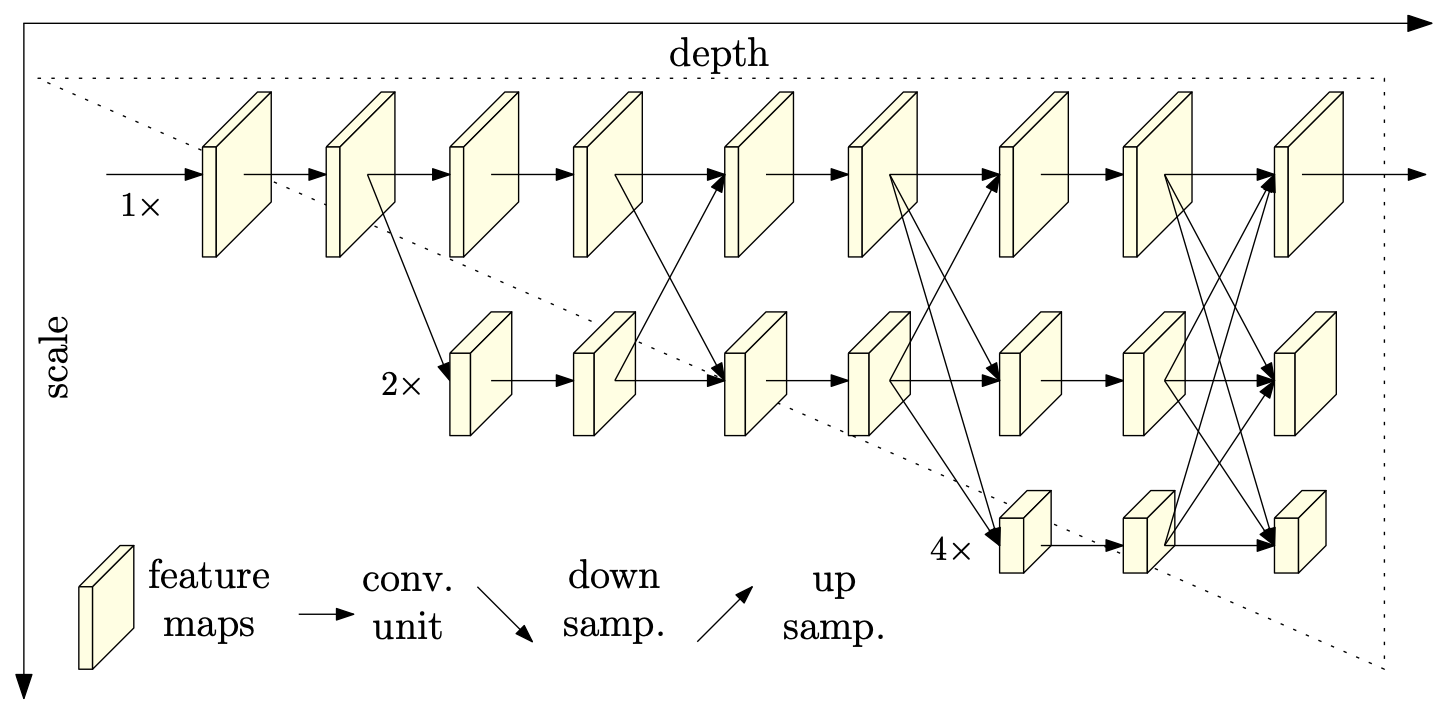 depth
1×
scale
2×
4×
feature
maps
conv.
unit
down
samp.
up
samp.